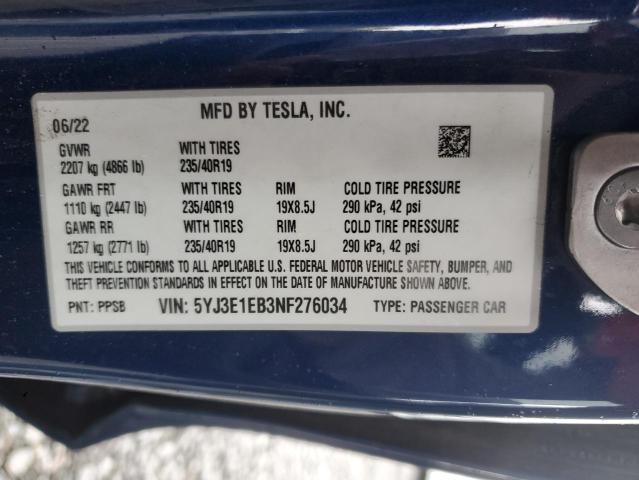 MFD BY TESLA, INC.
06/22
GVWR WITH TIRES
2207 kg (4866 lb) 235/40R19
GAWR FRT WITH TIRES RIM COLD TIRE PRESSURE
1110 kg (2447 lb) 235/40R19 19X8.5J 290 kPa, 42 psi
GAWR RR WITH TIRES RIM COLD TIRE PRESSURE
1257 kg (2771 lb) 235/40R19 19X8.5J 290 kPa, 42 psi
THIS VEHICLE CONFORMS TO ALL APPLICABLE U.S. FEDERAL MOTOR VEHICLE SAFETY, BUMPER, AND
THEFT PREVENTION STANDARDS IN EFFECT ON THE DATE OF MANUFACTURE SHOWN ABOVE.
PNT: PPSB VIN: 5YJ3E1EB3NF276034 TYPE: PASSENGER CAR